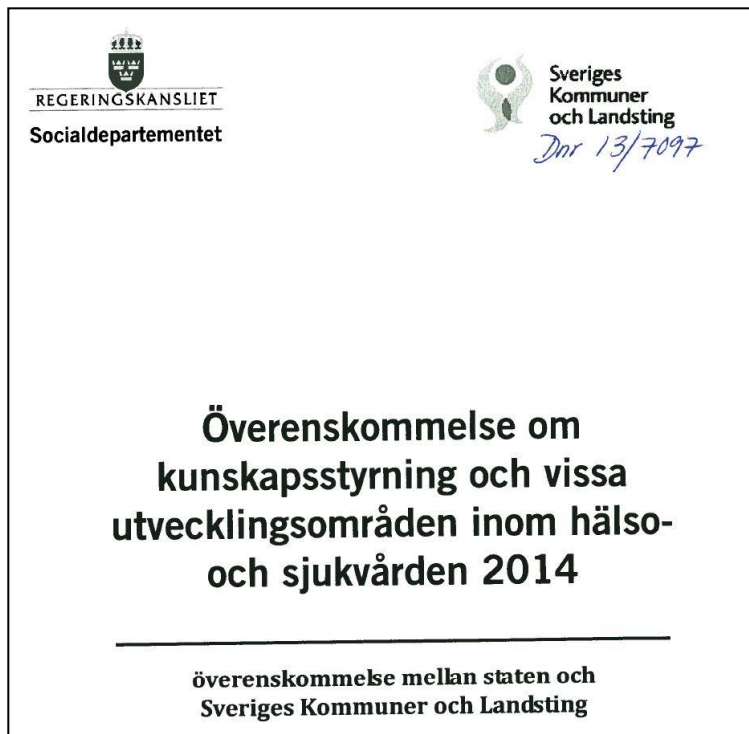 REGERINGSKANSLIET
Socialdepartementet
Sveriges
Kommuner
och Landsting
Dnr 13/7097
Överenskommelse om
kunskapsstyrning och vissa
utvecklingsområden inom hälso-
och sjukvården 2014
överenskommelse mellan staten och
Sveriges Kommuner och Landsting